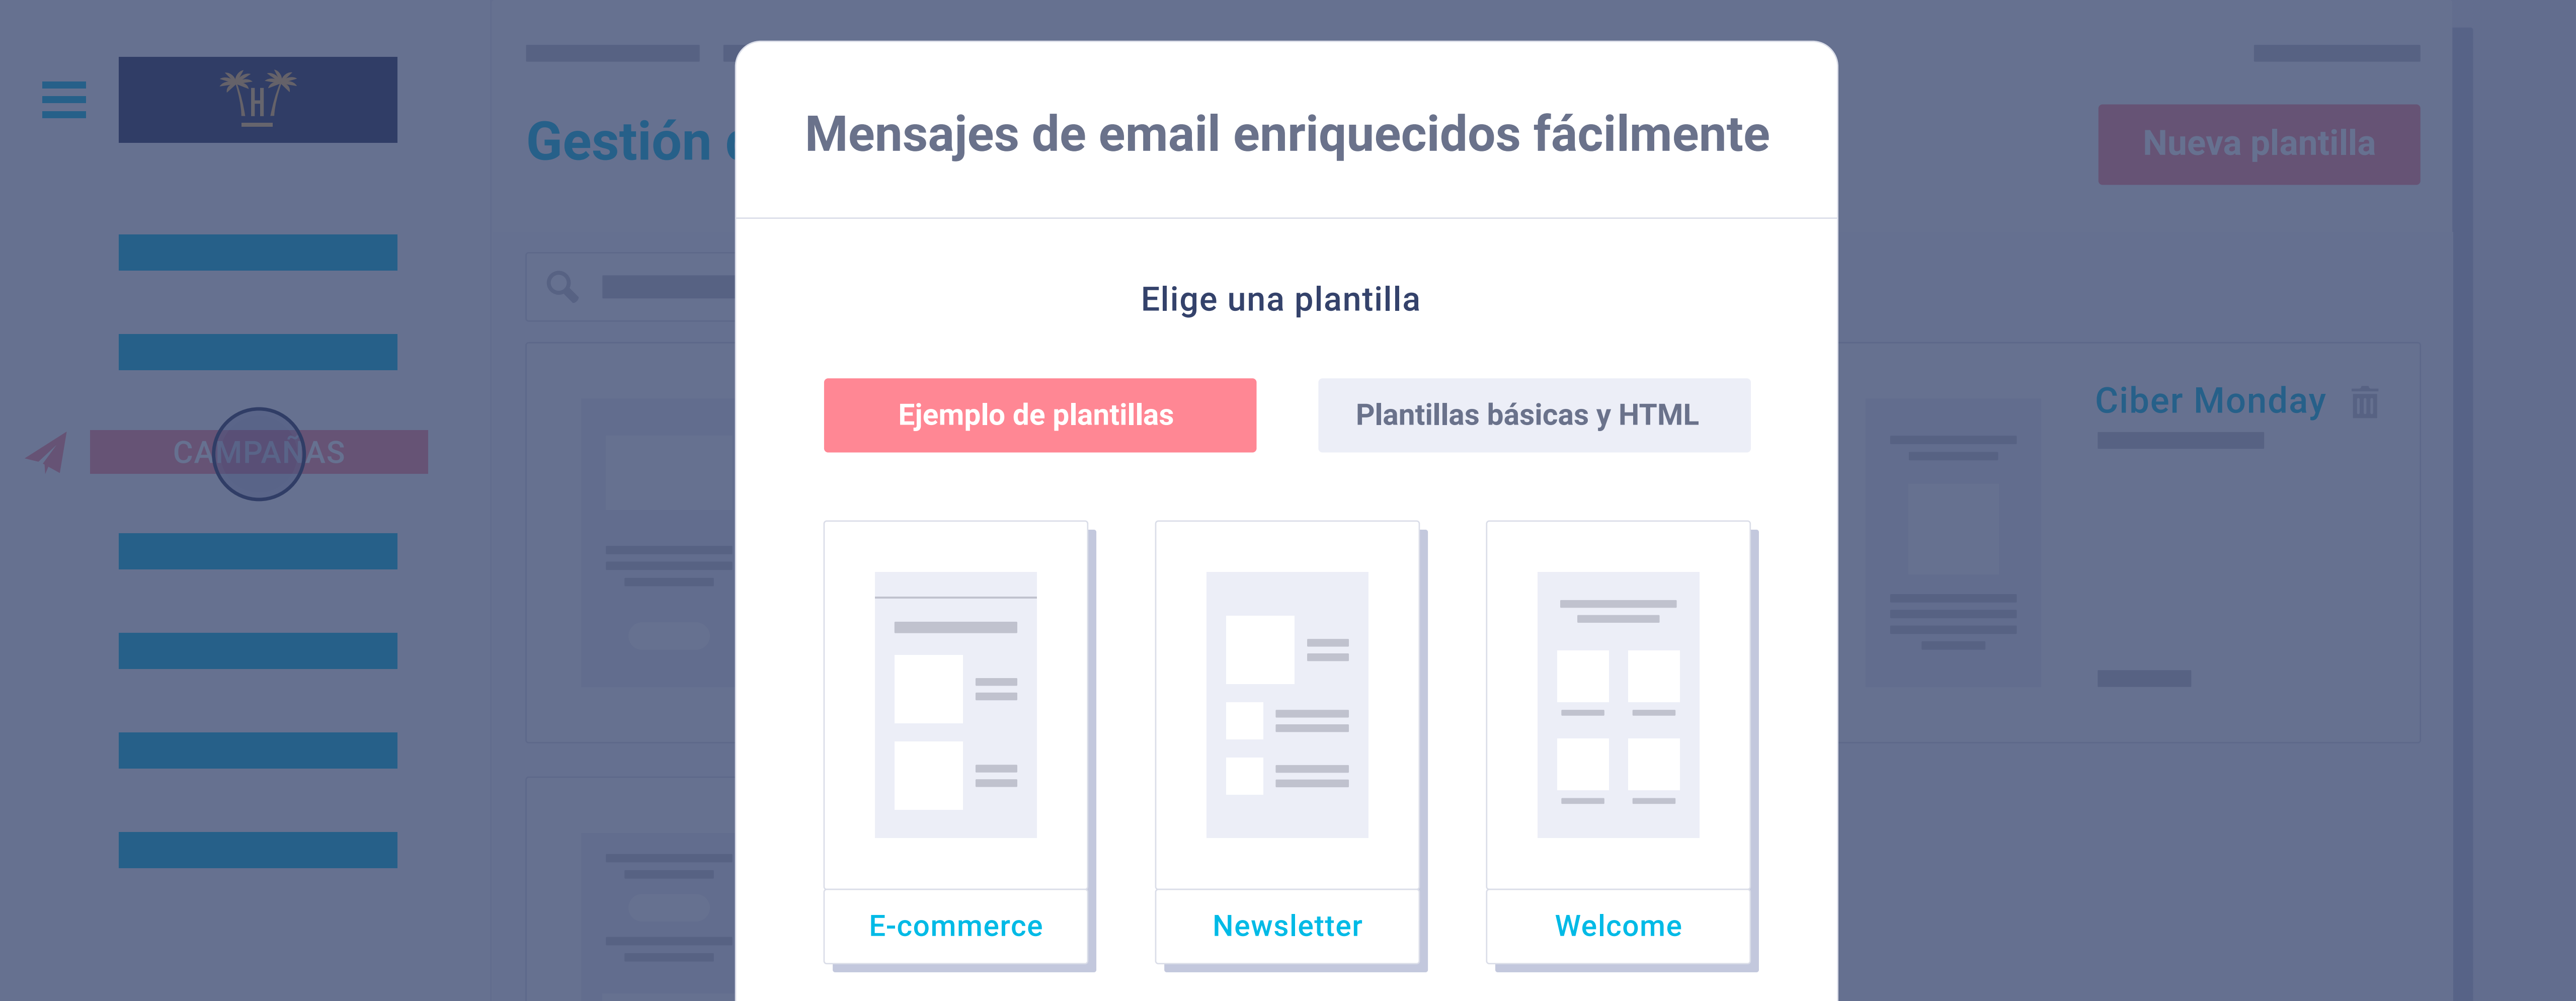 H
Gestión
Nueva plantilla
CAMPAÑAS
Ciber Monday
Mensajes de email enriquecidos fácilmente
Elige una plantilla
Ejemplo de plantillas
Plantillas básicas y HTML
E-commerce
Newsletter
Welcome